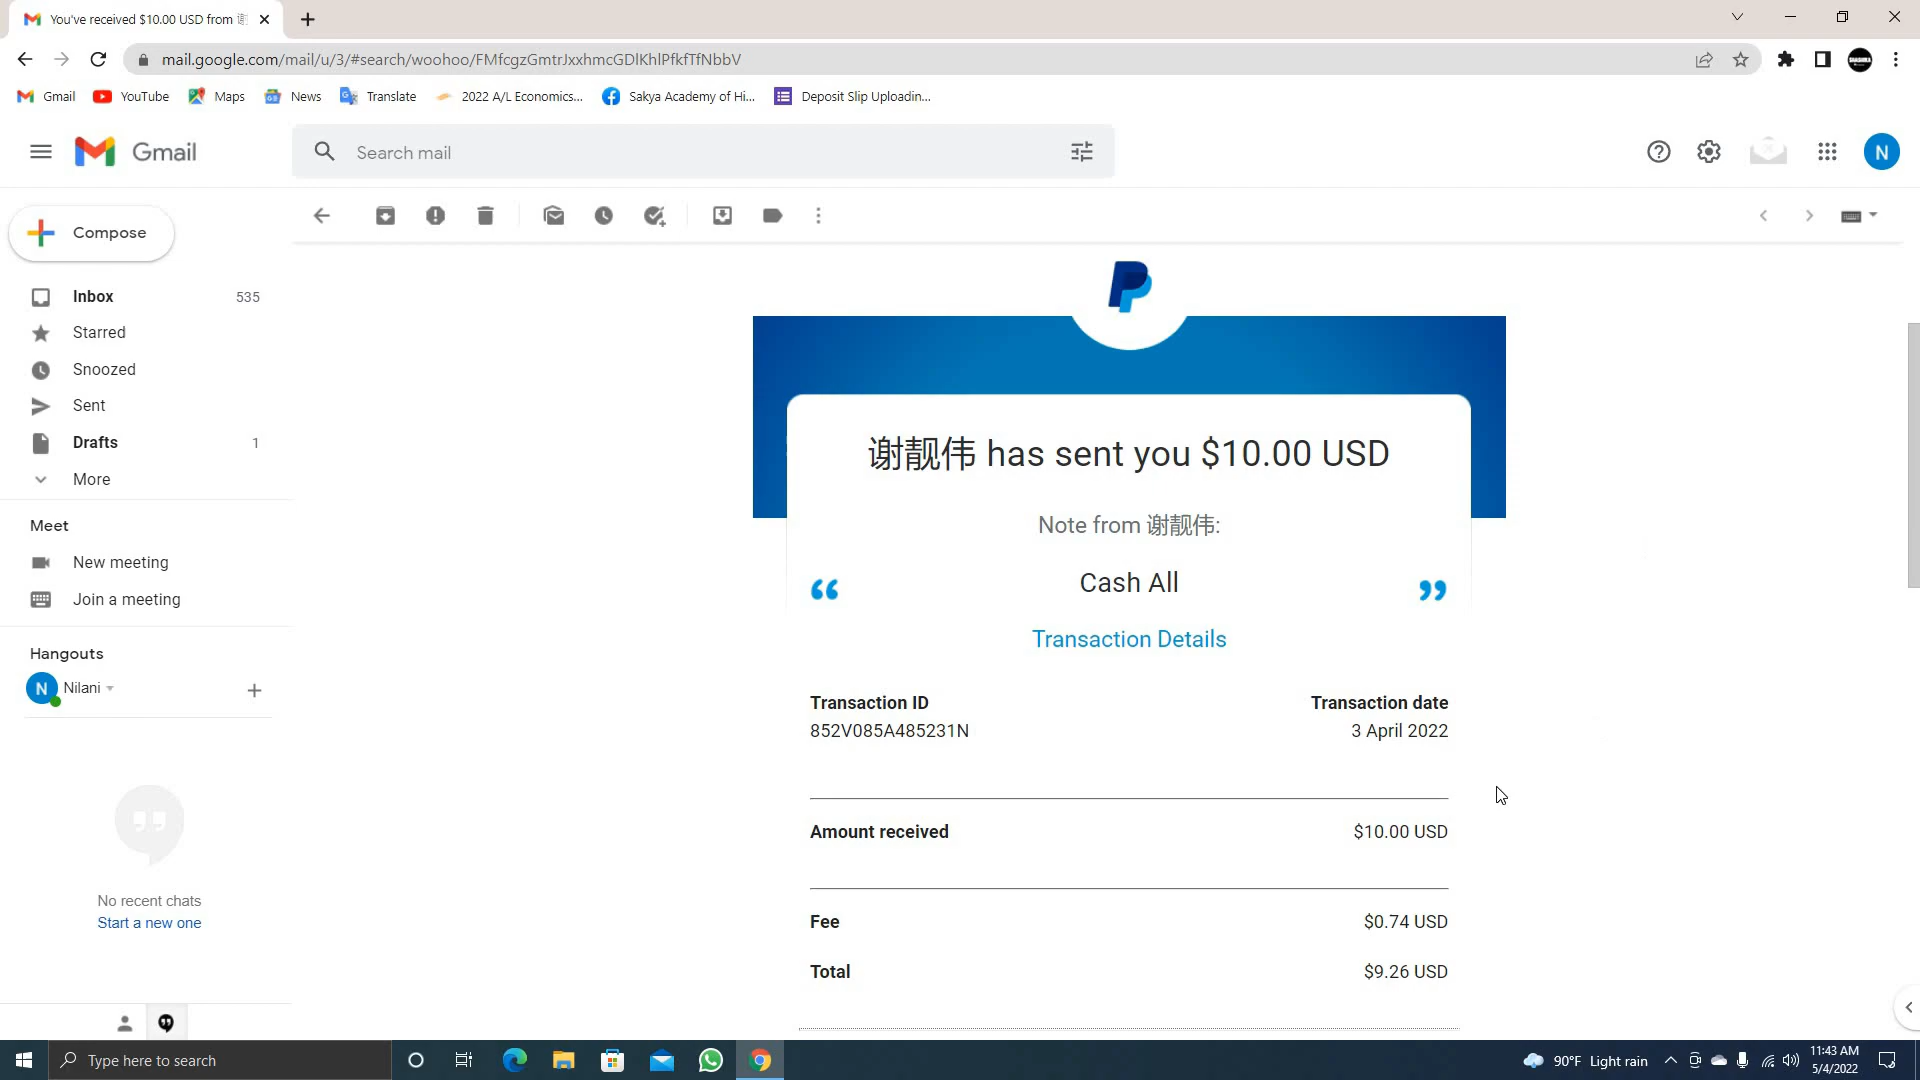 You've received $10.00 USD from 谢
mail.google.com/mail/u/3/#search/woohoo/FMfcgzGmtrJxxhmcGDlKhlPfkfTfNbbV
Gmail YouTube Maps News Translate 2022 A/L Economics... Sakya Academy of Hi... Deposit Slip Uploadin...
Gmail
Search mail
N
Compose
Inbox 535
Starred
Snoozed
Sent
Drafts 1
More
Meet
New meeting
Join a meeting
Hangouts
N Nilani
No recent chats
Start a new one
谢靓伟 has sent you $10.00 USD
Note from 谢靓伟:
“ Cash All ”
Transaction Details
Transaction ID Transaction date
852V085A485231N 3 April 2022
Amount received $10.00 USD
Fee $0.74 USD
Total $9.26 USD
Type here to search
90°F Light rain
11:43 AM
5/4/2022